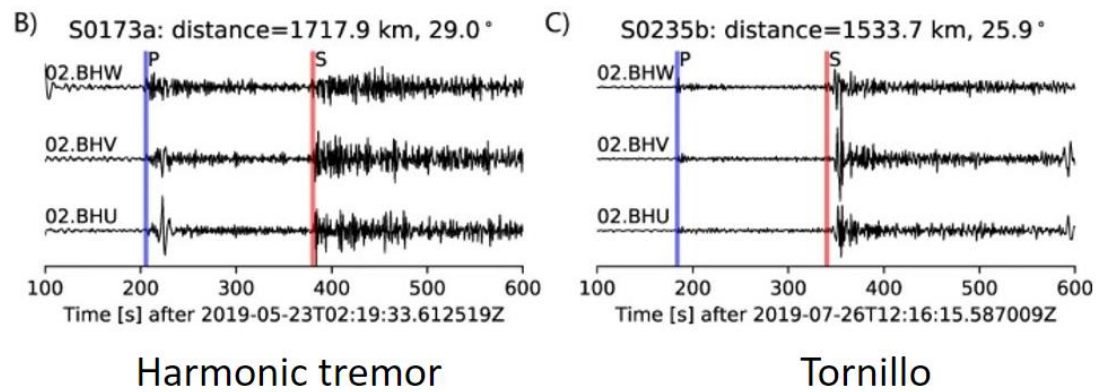 B) S0173a: distance=1717.9 km, 29.0°
P
S
02.BHW
02.BHV
02.BHU
100 200 300 400 500 600
Time [s] after 2019-05-23T02:19:33.612519Z
Harmonic tremor
C) S0235b: distance=1533.7 km, 25.9°
P
S
02.BHW
02.BHV
02.BHU
100 200 300 400 500 600
Time [s] after 2019-07-26T12:16:15.587009Z
Tornillo